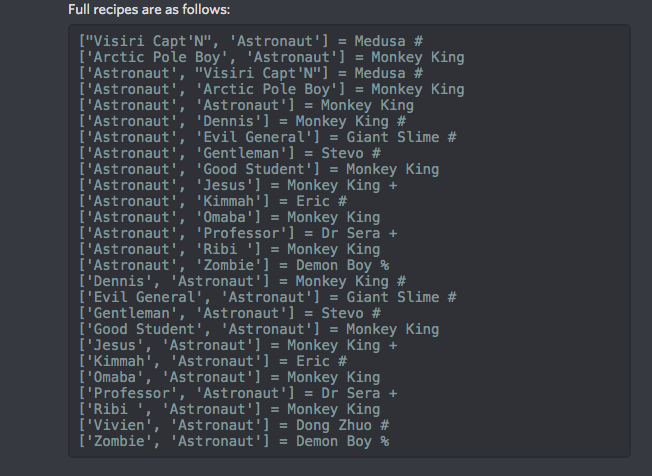 Full recipes are as follows:
["Visiri Capt'N", 'Astronaut'] = Medusa #
['Arctic Pole Boy', 'Astronaut'] = Monkey King
['Astronaut', "Visiri Capt'N"] = Medusa #
['Astronaut', 'Arctic Pole Boy'] = Monkey King
['Astronaut', 'Astronaut'] = Monkey King
['Astronaut', 'Dennis'] = Monkey King #
['Astronaut', 'Evil General'] = Giant Slime #
['Astronaut', 'Gentleman'] = Stevo #
['Astronaut', 'Good Student'] = Monkey King
['Astronaut', 'Jesus'] = Monkey King +
['Astronaut', 'Kimmah'] = Eric #
['Astronaut', 'Omaba'] = Monkey King
['Astronaut', 'Professor'] = Dr Sera +
['Astronaut', 'Ribi '] = Monkey King
['Astronaut', 'Zombie'] = Demon Boy %
['Dennis', 'Astronaut'] = Monkey King #
['Evil General', 'Astronaut'] = Giant Slime #
['Gentleman', 'Astronaut'] = Stevo #
['Good Student', 'Astronaut'] = Monkey King
['Jesus', 'Astronaut'] = Monkey King +
['Kimmah', 'Astronaut'] = Eric #
['Omaba', 'Astronaut'] = Monkey King
['Professor', 'Astronaut'] = Dr Sera +
['Ribi ', 'Astronaut'] = Monkey King
['Vivien', 'Astronaut'] = Dong Zhuo #
['Zombie', 'Astronaut'] = Demon Boy %